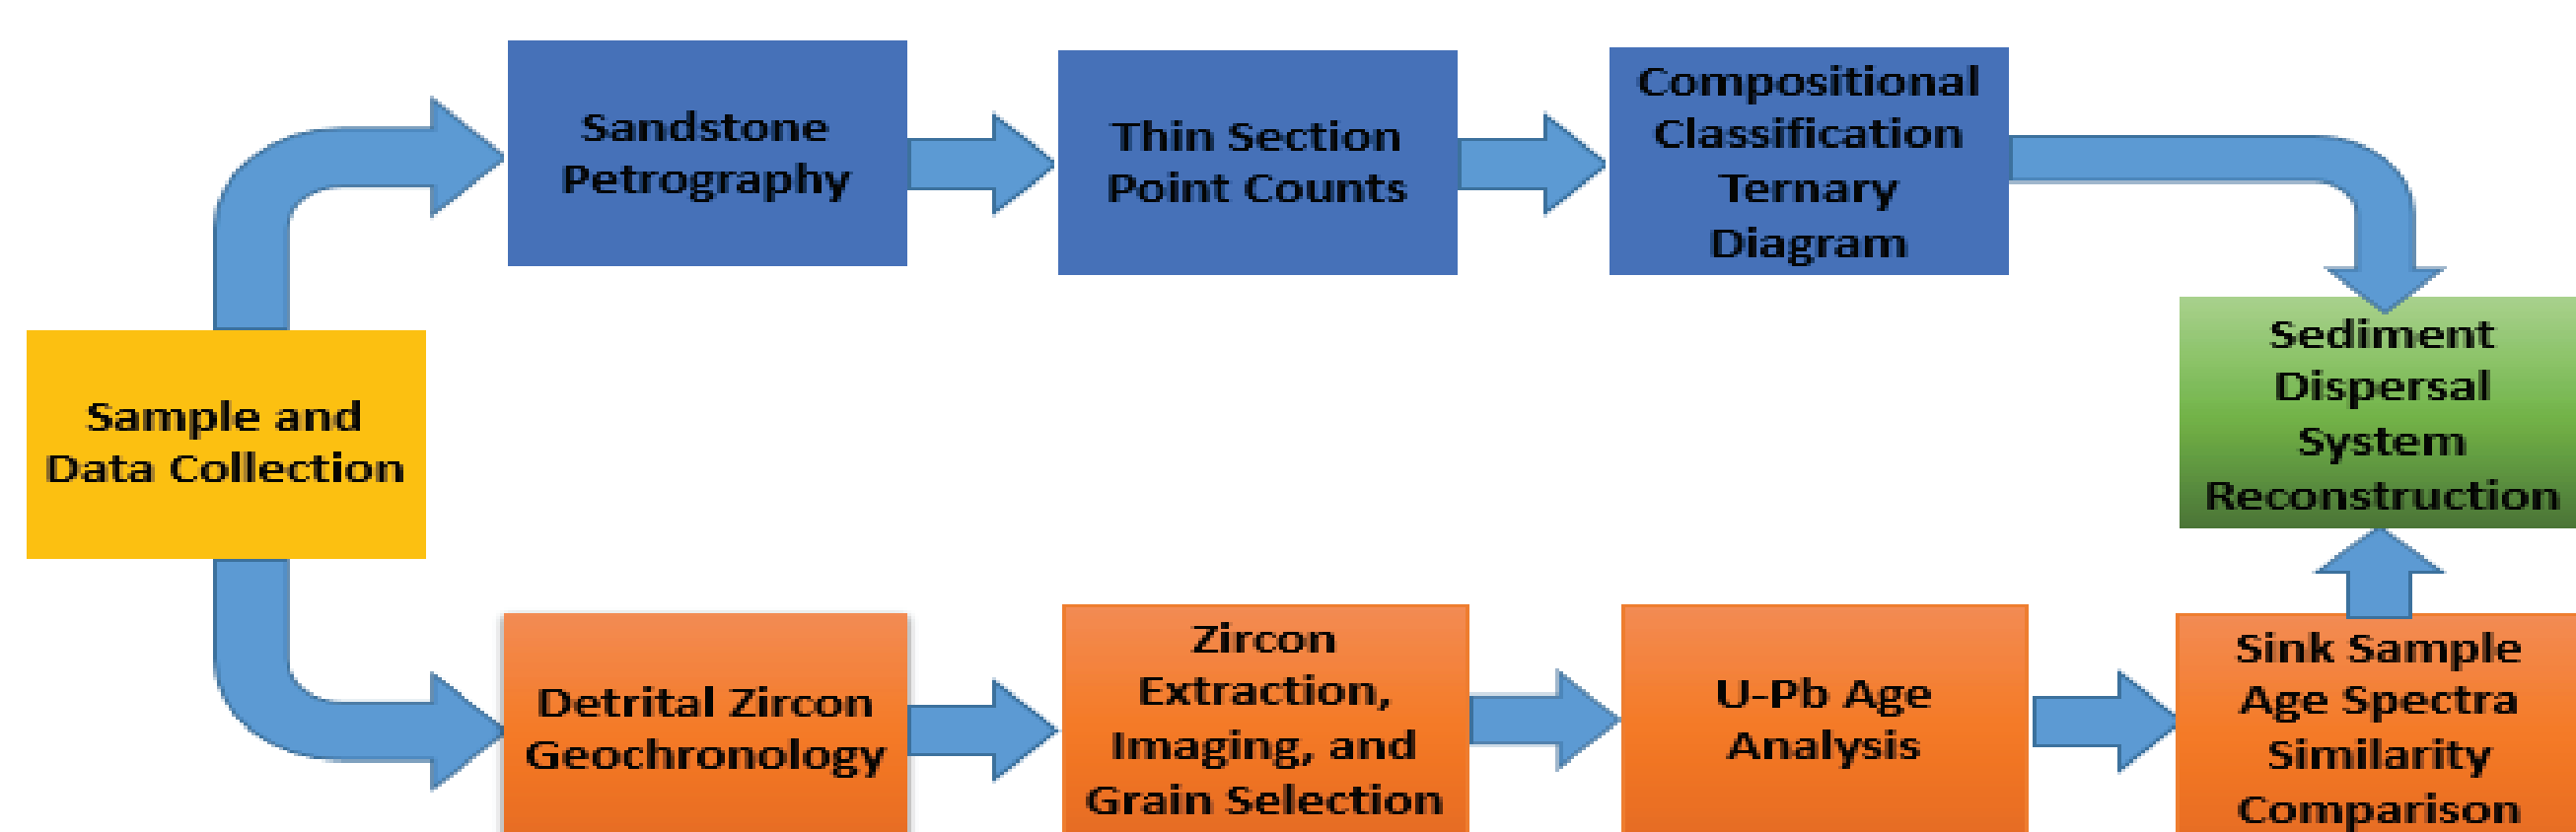 Sandstone
Petrography
Thin Section
Point Counts
Compositional
Classification
Ternary
Diagram
Sample and
Data Collection
Sediment
Dispersal
System
Reconstruction
Detrital Zircon
Geochronology
Zircon
Extraction,
Imaging, and
Grain Selection
U-Pb Age
Analysis
Sink Sample
Age Spectra
Similarity
Comparison